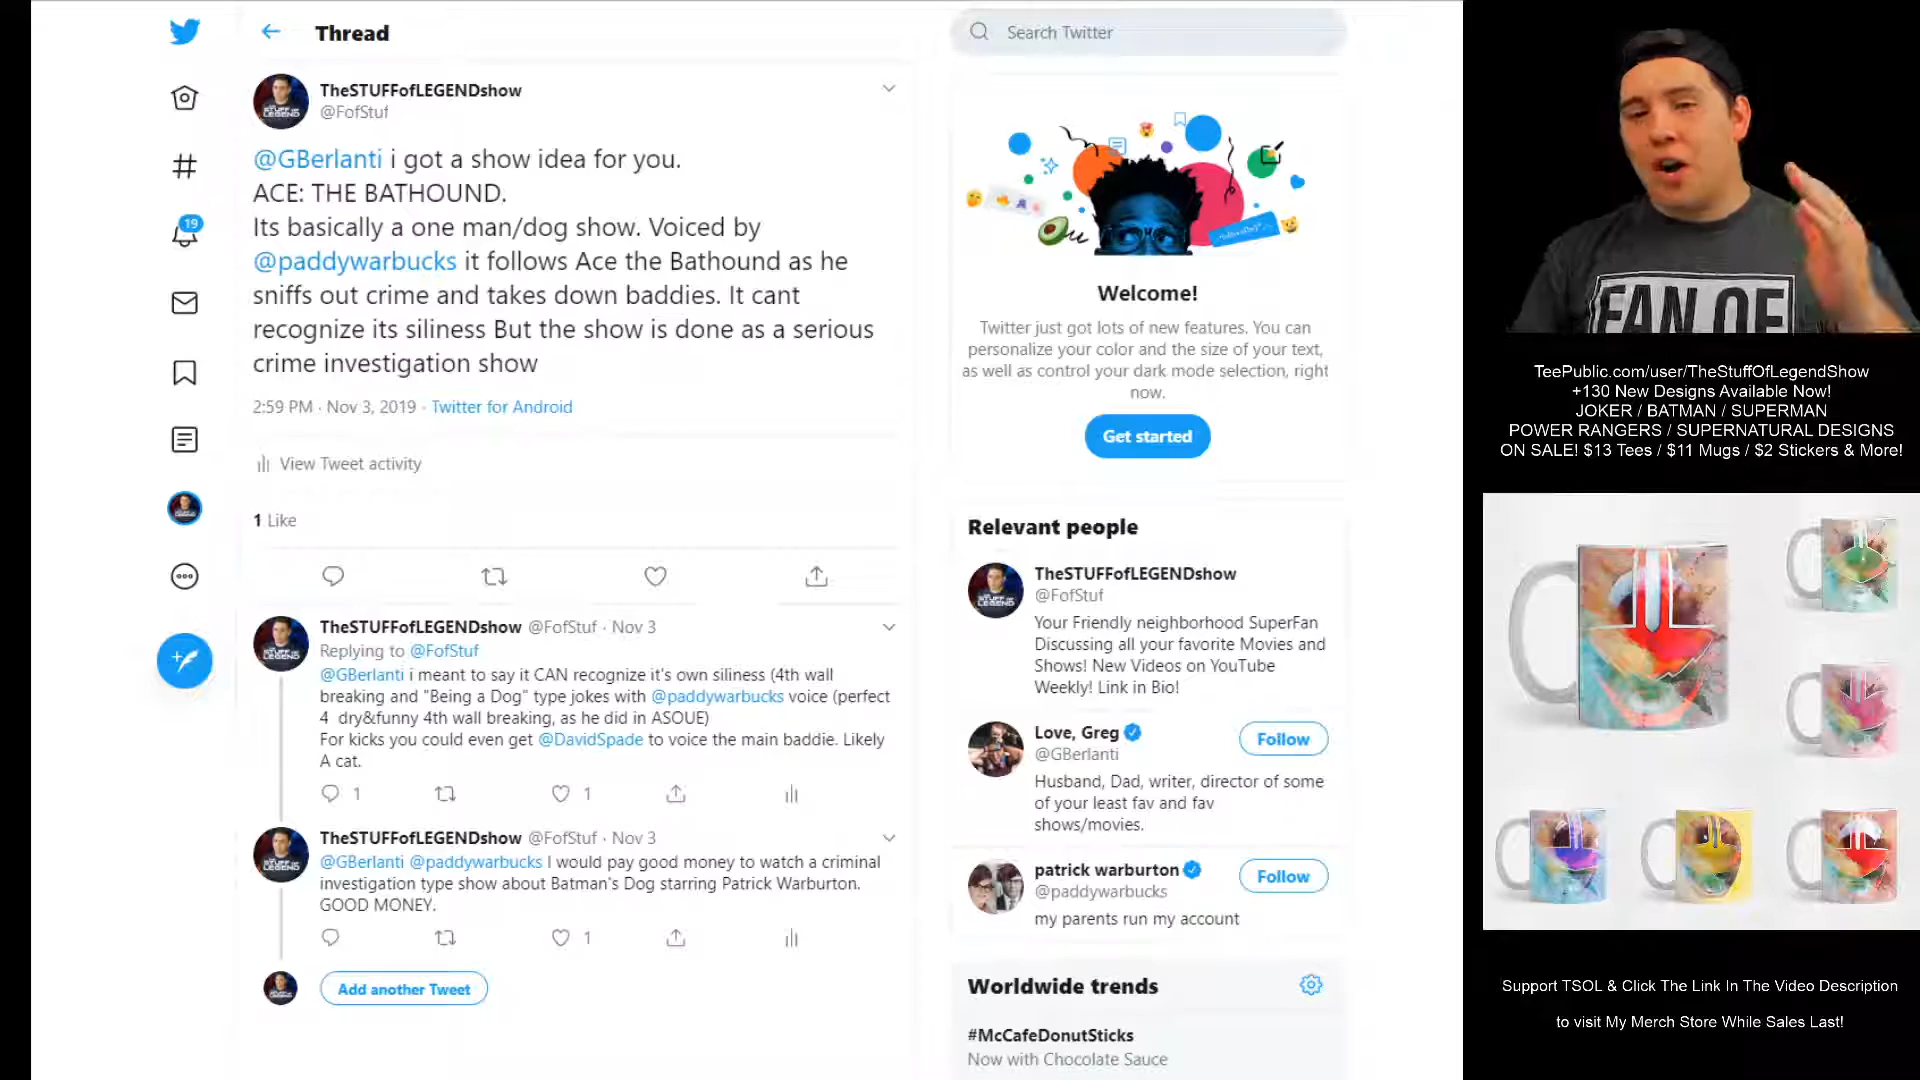 Thread
Search Twitter
TheSTUFFofLEGENDshow
@FofStuf
@GBerlanti i got a show idea for you.
ACE: THE BATHOUND.
Its basically a one man/dog show. Voiced by
@paddywarbucks it follows Ace the Bathound as he
sniffs out crime and takes down baddies. It cant
recognize its siliness But the show is done as a serious
crime investigation show
2:59 PM · Nov 3, 2019 · Twitter for Android
View Tweet activity
1 Like
19
TheSTUFFofLEGENDshow @FofStuf · Nov 3
Replying to @FofStuf
@GBerlanti i meant to say it CAN recognize it's own siliness (4th wall
breaking and "Being a Dog" type jokes with @paddywarbucks voice (perfect
4 dry&funny 4th wall breaking, as he did in ASOUE)
For kicks you could even get @DavidSpade to voice the main baddie. Likely
A cat.
1
1
TheSTUFFofLEGENDshow @FofStuf · Nov 3
@GBerlanti @paddywarbucks I would pay good money to watch a criminal
investigation type show about Batman's Dog starring Patrick Warburton.
GOOD MONEY.
1
Add another Tweet
Welcome!
Twitter just got lots of new features. You can
personalize your color and the size of your text,
as well as control your dark mode selection, right
now.
Get started
Relevant people
TheSTUFFofLEGENDshow
@FofStuf
Your Friendly neighborhood SuperFan
Discussing all your favorite Movies and
Shows! New Videos on YouTube
Weekly! Link in Bio!
Love, Greg
@GBerlanti
Follow
Husband, Dad, writer, director of some
of your least fav and fav
shows/movies.
patrick warburton
@paddywarbucks
Follow
my parents run my account
Worldwide trends
#McCafeDonutSticks
Now with Chocolate Sauce
FAN OF
TeePublic.com/user/TheStuffOfLegendShow
+130 New Designs Available Now!
JOKER / BATMAN / SUPERMAN
POWER RANGERS / SUPERNATURAL DESIGNS
ON SALE! $13 Tees / $11 Mugs / $2 Stickers & More!
Support TSOL & Click The Link In The Video Description
to visit My Merch Store While Sales Last!